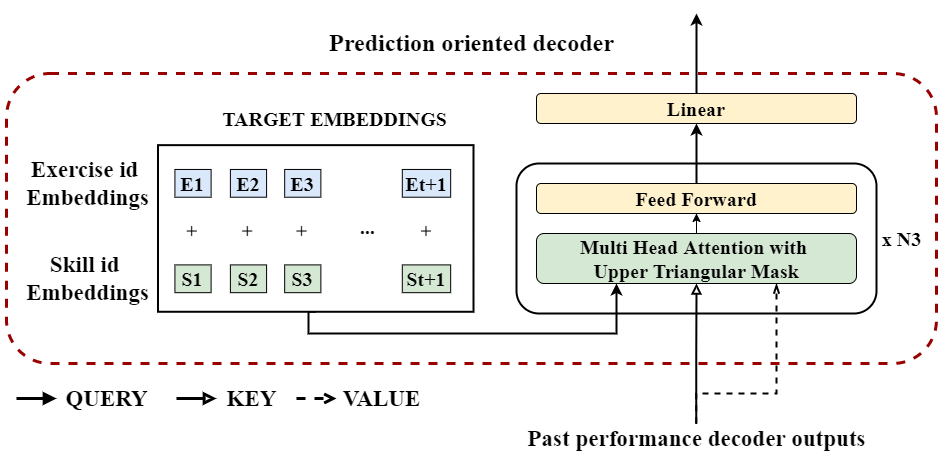 Prediction oriented decoder
Linear
TARGET EMBEDDINGS
Exercise id
Embeddings
E1 E2 E3 Et+1
+ + + ... +
Skill id
Embeddings
S1 S2 S3 St+1
Feed Forward
Multi Head Attention with
Upper Triangular Mask
x N3
QUERY KEY VALUE
Past performance decoder outputs